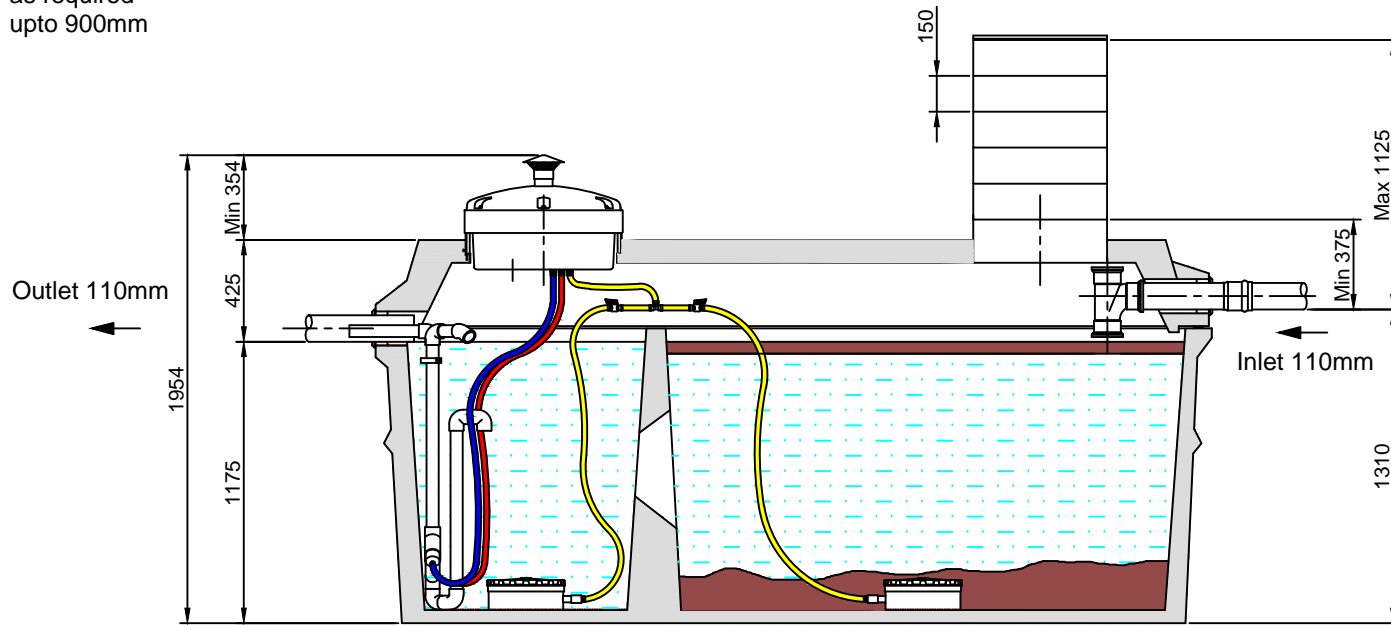 as required
upto 900mm
150
Max 1125
Min 354
Min 375
425
Outlet 110mm
Inlet 110mm
1954
1175
1310